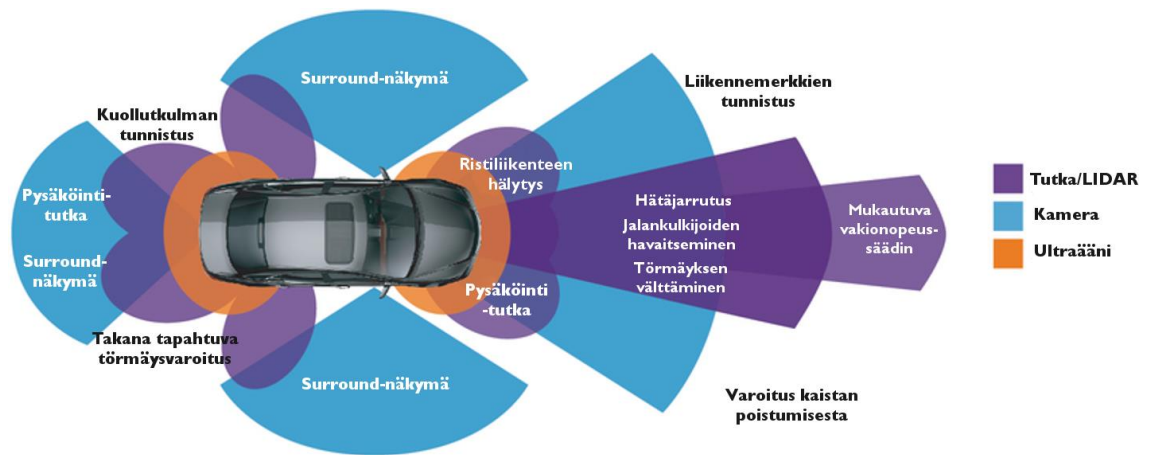 Surround-näkymä
Liikennemerkkien
tunnistus
Kuollutkulman
tunnistus
Ristiliikenteen
hälytys
Pysäköinti-
tutka
Surround-
näkymä
Hätäjarrutus
Jalankulkijoiden
havaitseminen
Törmäyksen
välttäminen
Mukautuva
vakionopeus-
säädin
Tutka/LIDAR
Kamera
Ultraääni
Pysäköinti
-tutka
Takana tapahtuva
törmäysvaroitus
Surround-näkymä
Varoitus kaistan
poistumisesta